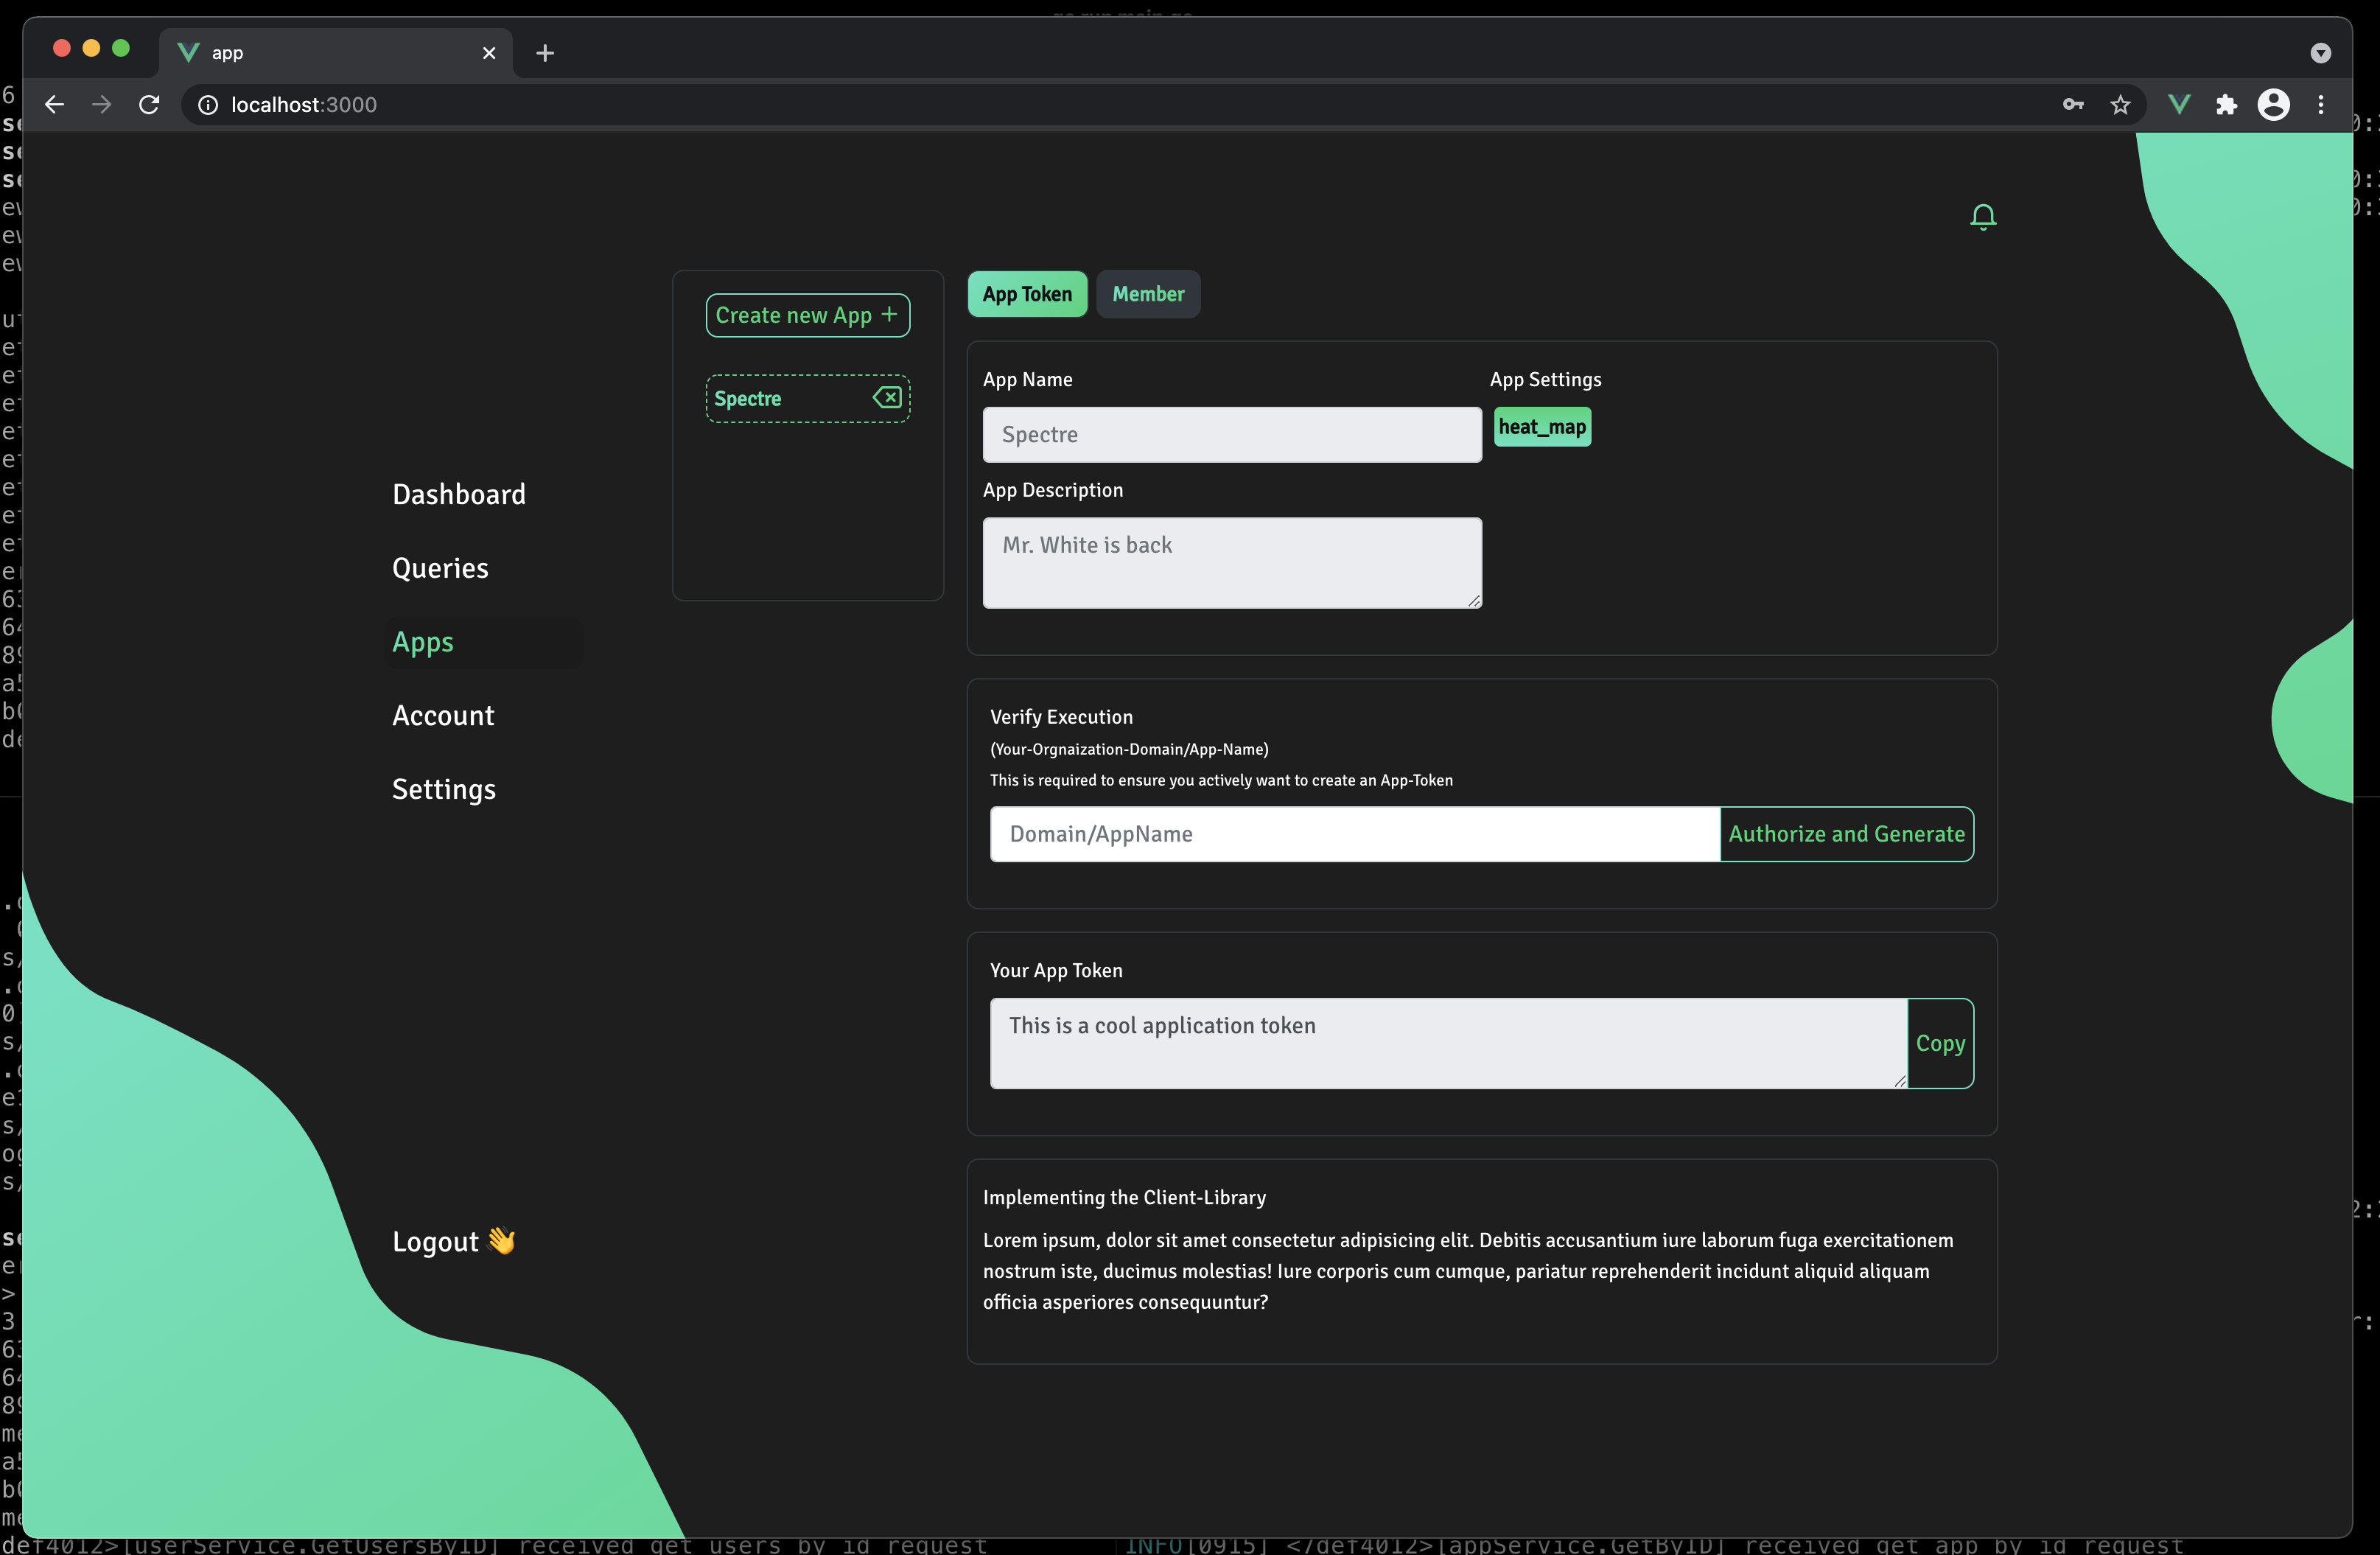 app
localhost:3000
App Token
Member
Create new App +
Spectre
App Name
App Settings
Spectre
heat_map
App Description
Mr. White is back
Dashboard
Queries
Apps
Account
Settings
Logout 👋
Verify Execution
(Your-Orgnaization-Domain/App-Name)
This is required to ensure you actively want to create an App-Token
Domain/AppName
Authorize and Generate
Your App Token
This is a cool application token
Copy
Implementing the Client-Library
Lorem ipsum, dolor sit amet consectetur adipisicing elit. Debitis accusantium iure laborum fuga exercitationem
nostrum iste, ducimus molestias! Iure corporis cum cumque, pariatur reprehenderit incidunt aliquid aliquam
officia asperiores consequuntur?
def4012>[userService.GetUsersByID] received get users by id request
INFO[0915] </def4012>[appService.GetByID] received get app by id request